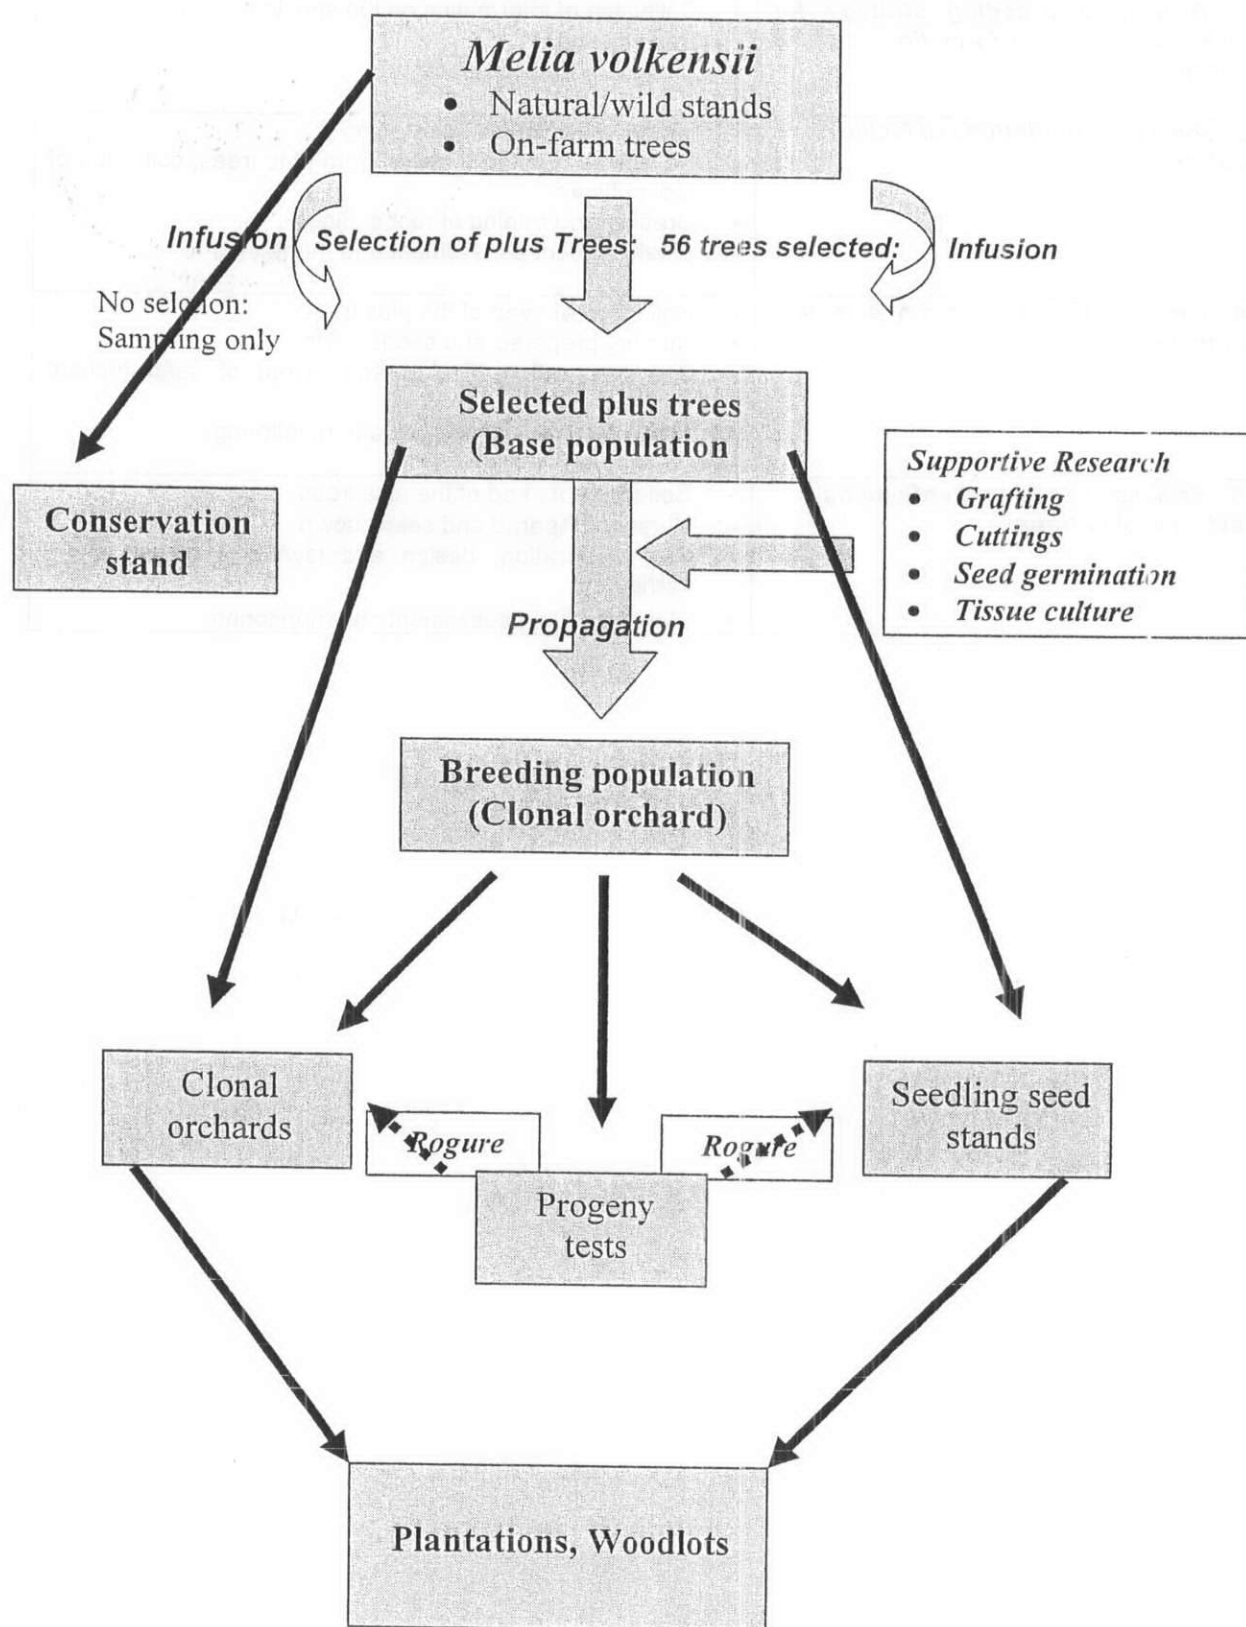 Melia volkensii
• Natural/wild stands
• On-farm trees
Infusion
Selection of plus Trees: 56 trees selected:
Infusion
No selction:
Sampling only
Selected plus trees
(Base population
Conservation
stand
Supportive Research
• Grafting
• Cuttings
• Seed germination
• Tissue culture
Propagation
Breeding population
(Clonal orchard)
Clonal
orchards
Rogure
Rogure
Seedling seed
stands
Progeny
tests
Plantations, Woodlots